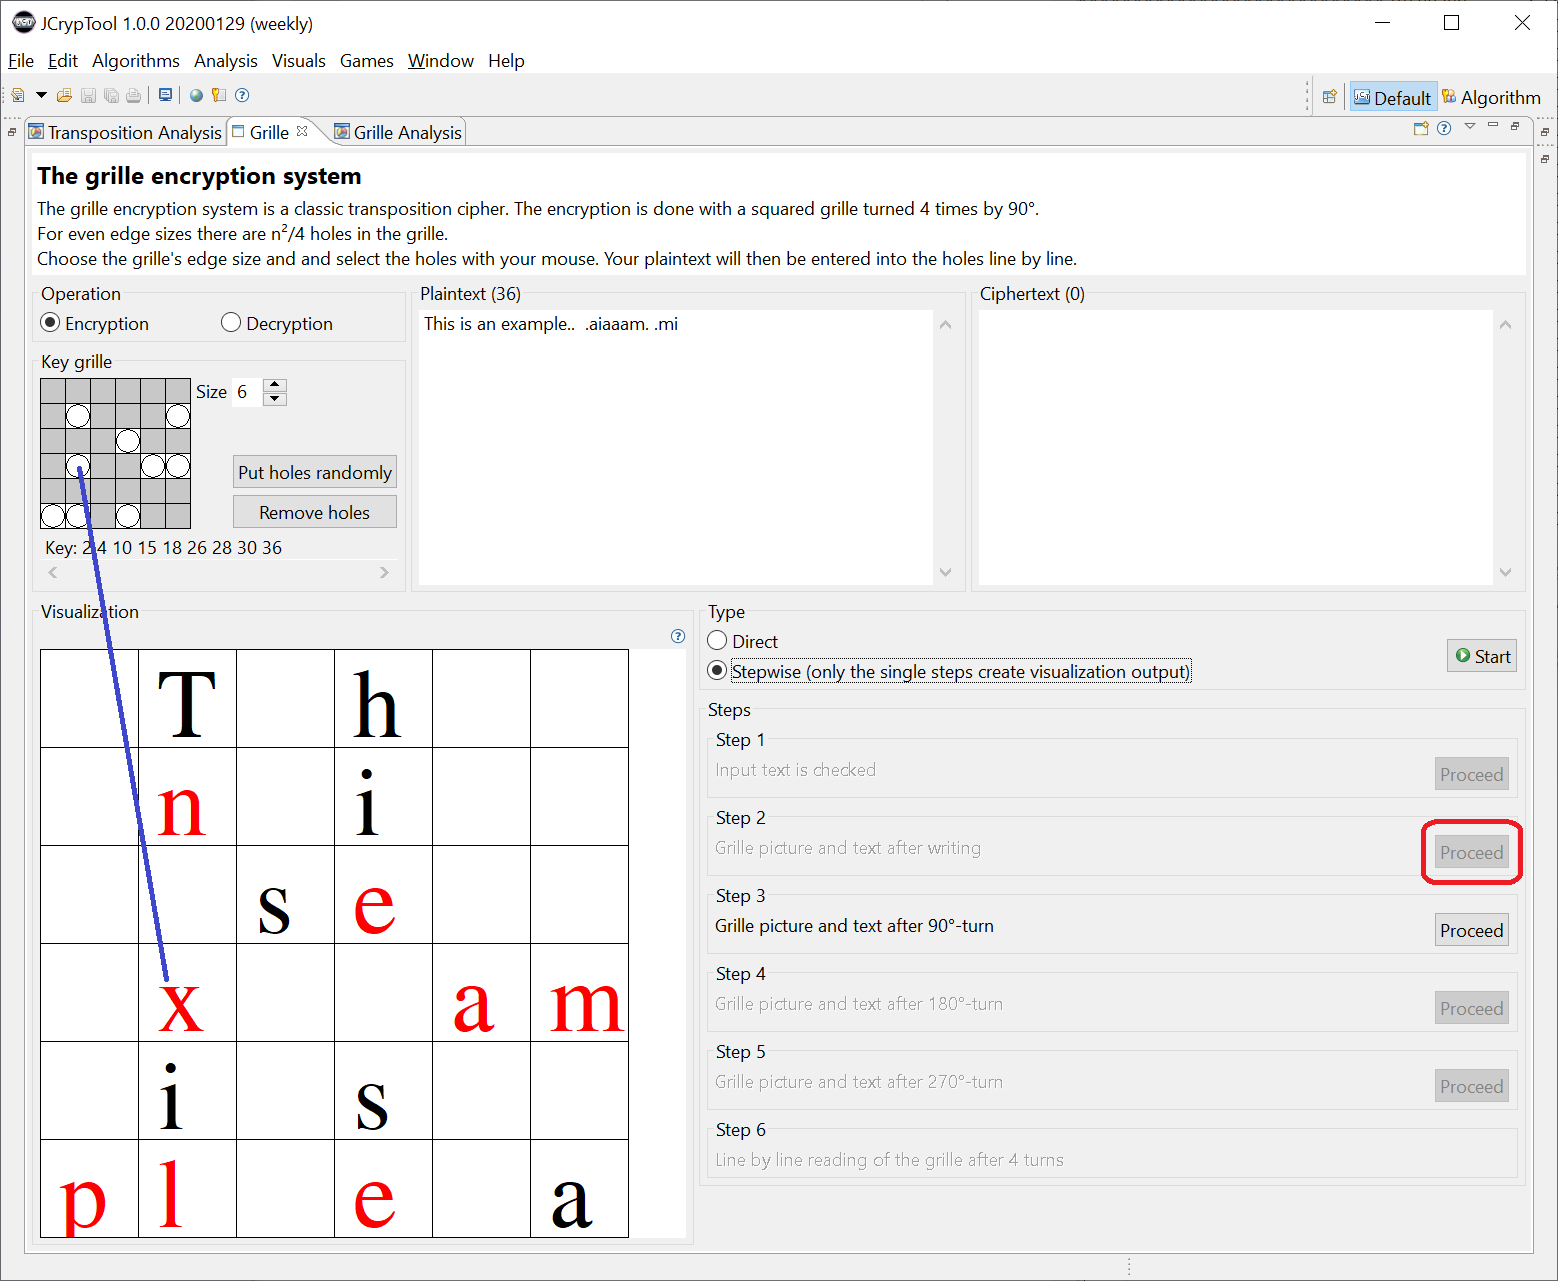 JCrypTool 1.0.0 20200129 (weekly)
File Edit Algorithms Analysis Visuals Games Window Help
Default Algorithm
Transposition Analysis Grille Grille Analysis
The grille encryption system
The grille encryption system is a classic transposition cipher. The encryption is done with a squared grille turned 4 times by 90°.
For even edge sizes there are n²/4 holes in the grille.
Choose the grille's edge size and and select the holes with your mouse. Your plaintext will then be entered into the holes line by line.
Operation
Encryption Decryption
Key grille
Size 6
Put holes randomly
Remove holes
Key: 2 4 10 15 18 26 28 30 36
Plaintext (36)
This is an example..  .aiaaam. .mi
Ciphertext (0)
Visualization
T h
n i
s e
x a m
i s
p l e a
Type
Direct
Stepwise (only the single steps create visualization output)
Start
Steps
Step 1
Input text is checked
Proceed
Step 2
Grille picture and text after writing
Proceed
Step 3
Grille picture and text after 90°-turn
Proceed
Step 4
Grille picture and text after 180°-turn
Proceed
Step 5
Grille picture and text after 270°-turn
Proceed
Step 6
Line by line reading of the grille after 4 turns